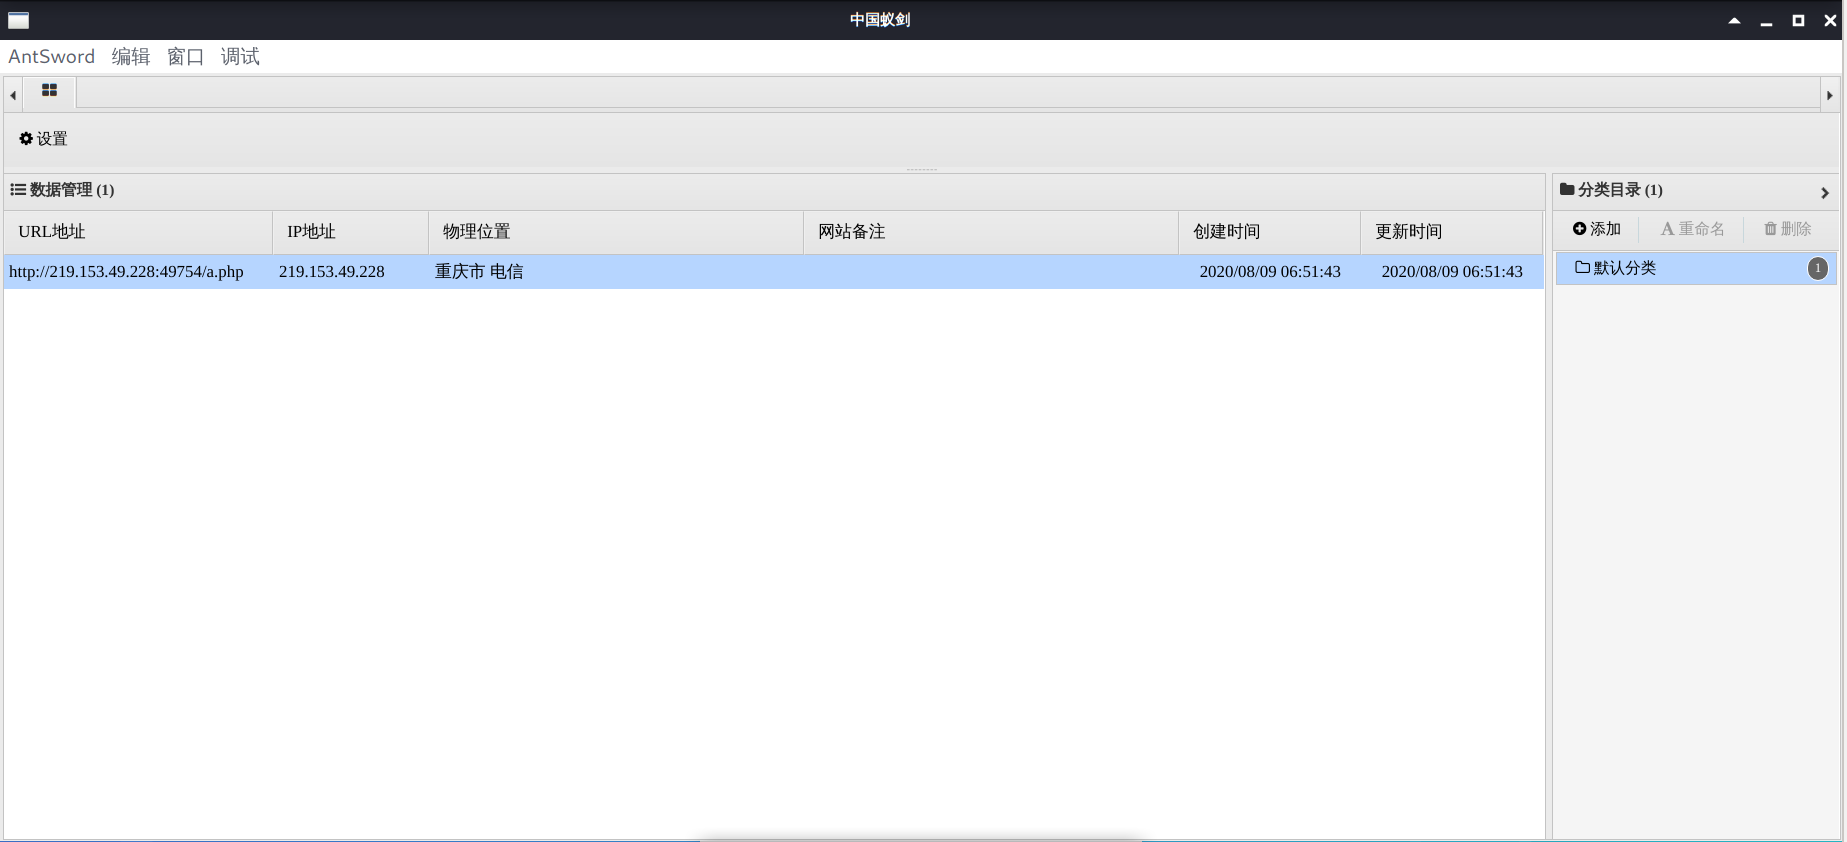 中国蚁剑
AntSword 编辑 窗口 调试
设置
数据管理 (1)
分类目录 (1)
URL地址 IP地址 物理位置 网站备注 创建时间 更新时间
添加 重命名 删除
http://219.153.49.228:49754/a.php 219.153.49.228 重庆市 电信 2020/08/09 06:51:43 2020/08/09 06:51:43
默认分类 1